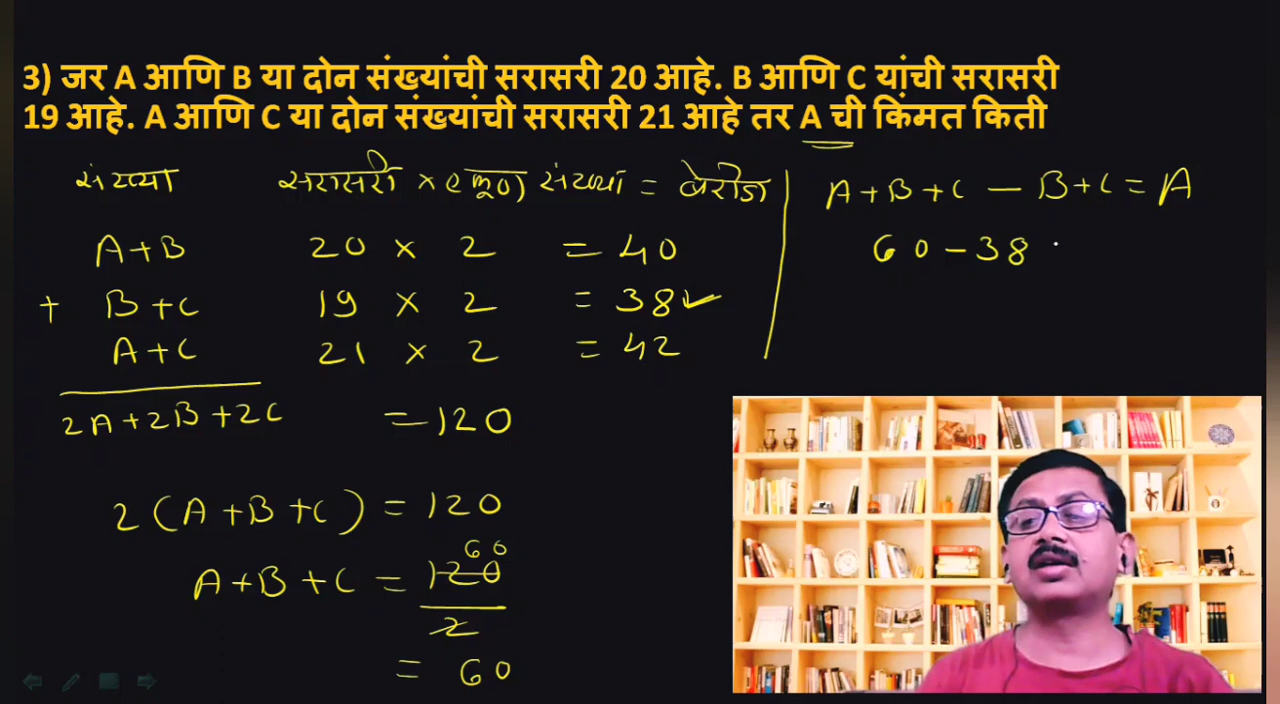 3) जर A आणि B या दोन संख्यांची सरासरी 20 आहे. B आणि C यांची सरासरी
19 आहे. A आणि C या दोन संख्यांची सरासरी 21 आहे तर A ची किंमत किती
संख्या सरासरी × एकूण संख्या = बेरीज
A+B 20 × 2 = 40
+ B+C 19 × 2 = 38 ✓
A+C 21 × 2 = 42
2A+2B+2C = 120
2(A+B+C) = 120
60
A+B+C = 120
2
= 60
A+B+C - B+C = A
60-38